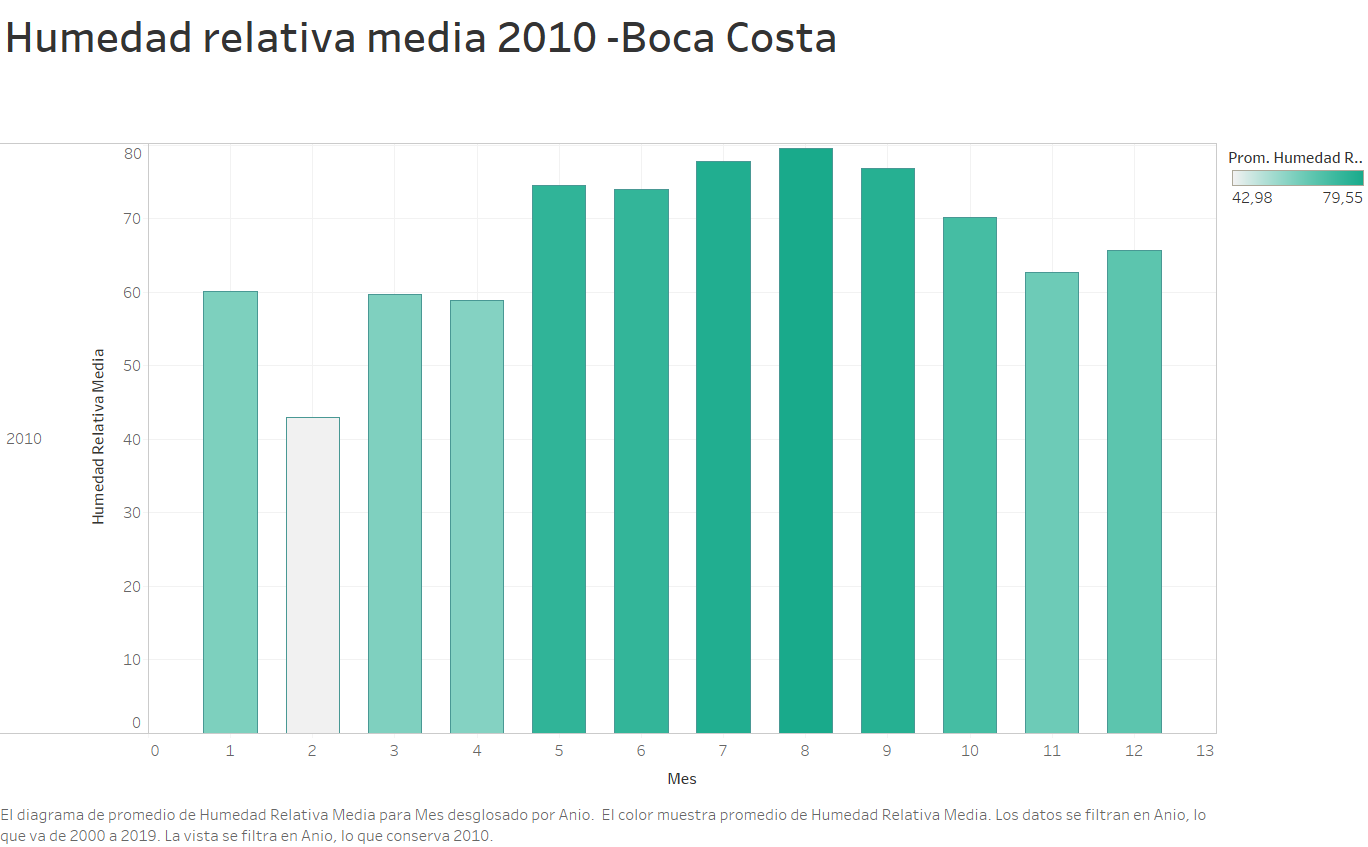 Humedad relativa media 2010 -Boca Costa
Prom. Humedad R..
42,98 79,55
2010
Humedad Relativa Media
80
70
60
50
40
30
20
10
0
0 1 2 3 4 5 6 7 8 9 10 11 12 13
Mes
El diagrama de promedio de Humedad Relativa Media para Mes desglosado por Anio.  El color muestra promedio de Humedad Relativa Media. Los datos se filtran en Anio, lo
que va de 2000 a 2019. La vista se filtra en Anio, lo que conserva 2010.